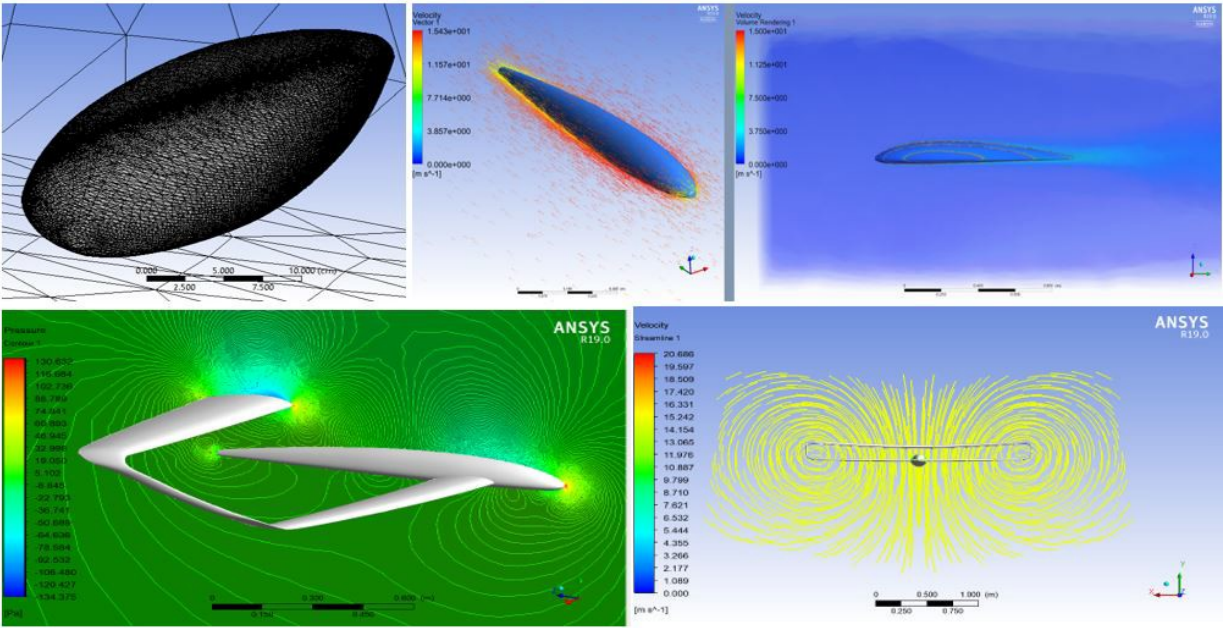 0.000 5.000 10.000 (cm)
2.500 7.500
Velocity
Vector 1
1.543e+001
1.157e+001
7.714e+000
3.857e+000
0.000e+000
[m s^-1]
ANSYS
Velocity
Volume Rendering 1
1.500e+001
1.125e+001
7.500e+000
3.750e+000
0.000e+000
[m s^-1]
ANSYS
Pressure
Contour 1
130.632
116.684
102.736
88.789
74.841
60.893
46.945
32.998
19.050
5.102
-8.845
-22.793
-36.741
-50.688
-64.636
-78.584
-92.532
-106.480
-120.427
-134.375
[Pa]
ANSYS
R19.0
0 0.300 0.600 (m)
0.150 0.450
Velocity
Streamline 1
20.686
19.597
18.509
17.420
16.331
15.242
14.154
13.065
11.976
10.887
9.799
8.710
7.621
6.532
5.444
4.355
3.266
2.177
1.089
0.000
[m s^-1]
ANSYS
R19.0
0 0.500 1.000 (m)
0.250 0.750
Y
X
Z